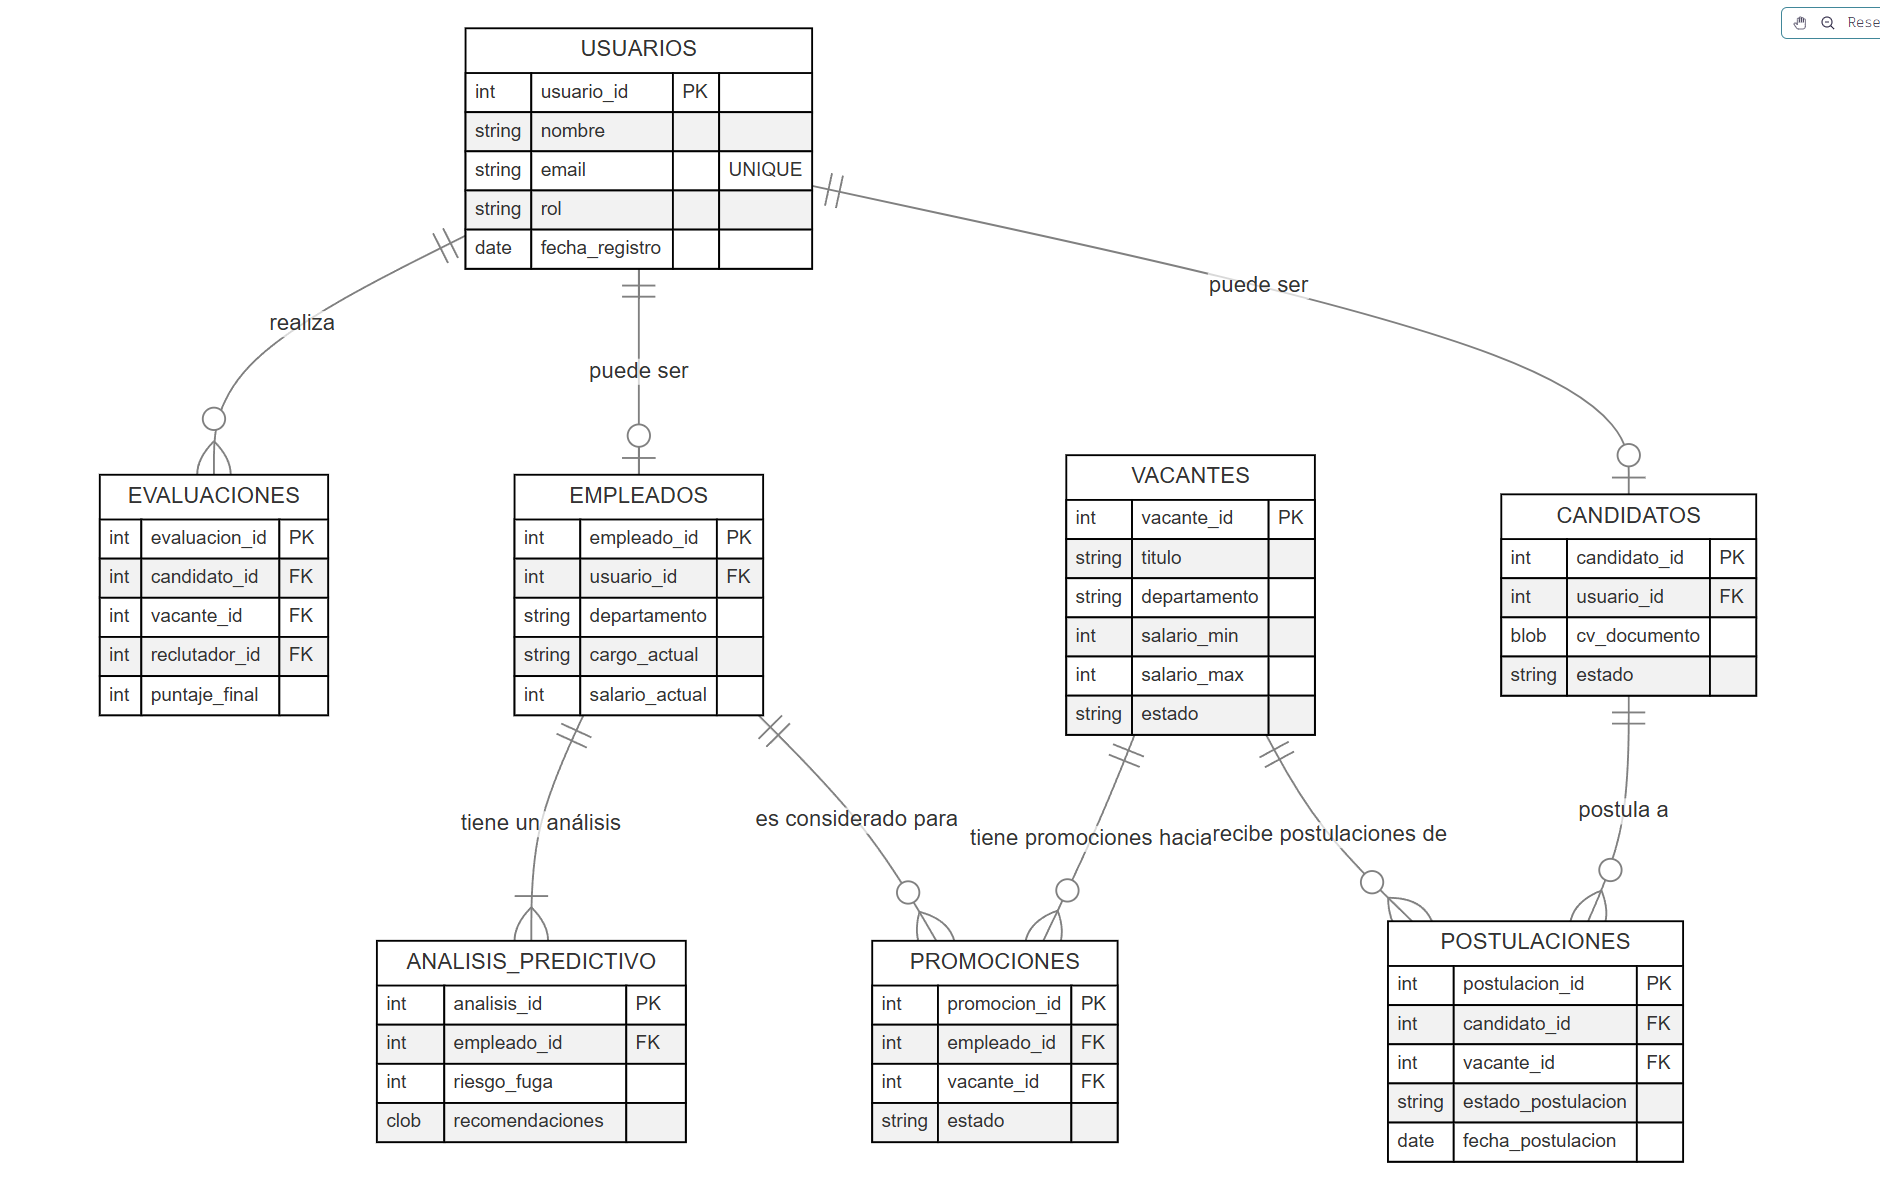 Rese
USUARIOS
int usuario_id PK
string nombre
string email UNIQUE
string rol
date fecha_registro
realiza
puede ser
puede ser
EVALUACIONES
int evaluacion_id PK
int candidato_id FK
int vacante_id FK
int reclutador_id FK
int puntaje_final
EMPLEADOS
int empleado_id PK
int usuario_id FK
string departamento
string cargo_actual
int salario_actual
VACANTES
int vacante_id PK
string titulo
string departamento
int salario_min
int salario_max
string estado
CANDIDATOS
int candidato_id PK
int usuario_id FK
blob cv_documento
string estado
tiene un análisis
es considerado para
tiene promociones hacia
recibe postulaciones de
postula a
ANALISIS_PREDICTIVO
int analisis_id PK
int empleado_id FK
int riesgo_fuga
clob recomendaciones
PROMOCIONES
int promocion_id PK
int empleado_id FK
int vacante_id FK
string estado
POSTULACIONES
int postulacion_id PK
int candidato_id FK
int vacante_id FK
string estado_postulacion
date fecha_postulacion